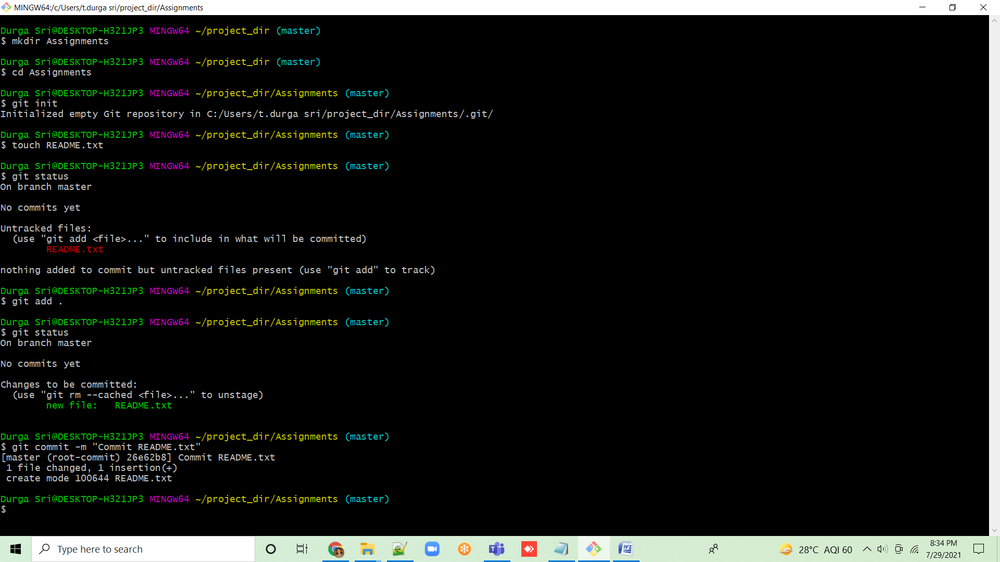 MINGW64:/c/Users/t.durga sri/project_dir/Assignments
Durga Sri@DESKTOP-H321JP3 MINGW64 ~/project_dir (master)
$ mkdir Assignments
Durga Sri@DESKTOP-H321JP3 MINGW64 ~/project_dir (master)
$ cd Assignments
Durga Sri@DESKTOP-H321JP3 MINGW64 ~/project_dir/Assignments (master)
$ git init
Initialized empty Git repository in C:/Users/t.durga sri/project_dir/Assignments/.git/
Durga Sri@DESKTOP-H321JP3 MINGW64 ~/project_dir/Assignments (master)
$ touch README.txt
Durga Sri@DESKTOP-H321JP3 MINGW64 ~/project_dir/Assignments (master)
$ git status
On branch master
No commits yet
Untracked files:
(use "git add <file>..." to include in what will be committed)
README.txt
nothing added to commit but untracked files present (use "git add" to track)
Durga Sri@DESKTOP-H321JP3 MINGW64 ~/project_dir/Assignments (master)
$ git add .
Durga Sri@DESKTOP-H321JP3 MINGW64 ~/project_dir/Assignments (master)
$ git status
On branch master
No commits yet
Changes to be committed:
(use "git rm --cached <file>..." to unstage)
new file:   README.txt
Durga Sri@DESKTOP-H321JP3 MINGW64 ~/project_dir/Assignments (master)
$ git commit -m "Commit README.txt"
[master (root-commit) 26e62b8] Commit README.txt
1 file changed, 1 insertion(+)
create mode 100644 README.txt
Durga Sri@DESKTOP-H321JP3 MINGW64 ~/project_dir/Assignments (master)
$
Type here to search
28°C AQI 60
8:34 PM
7/29/2021